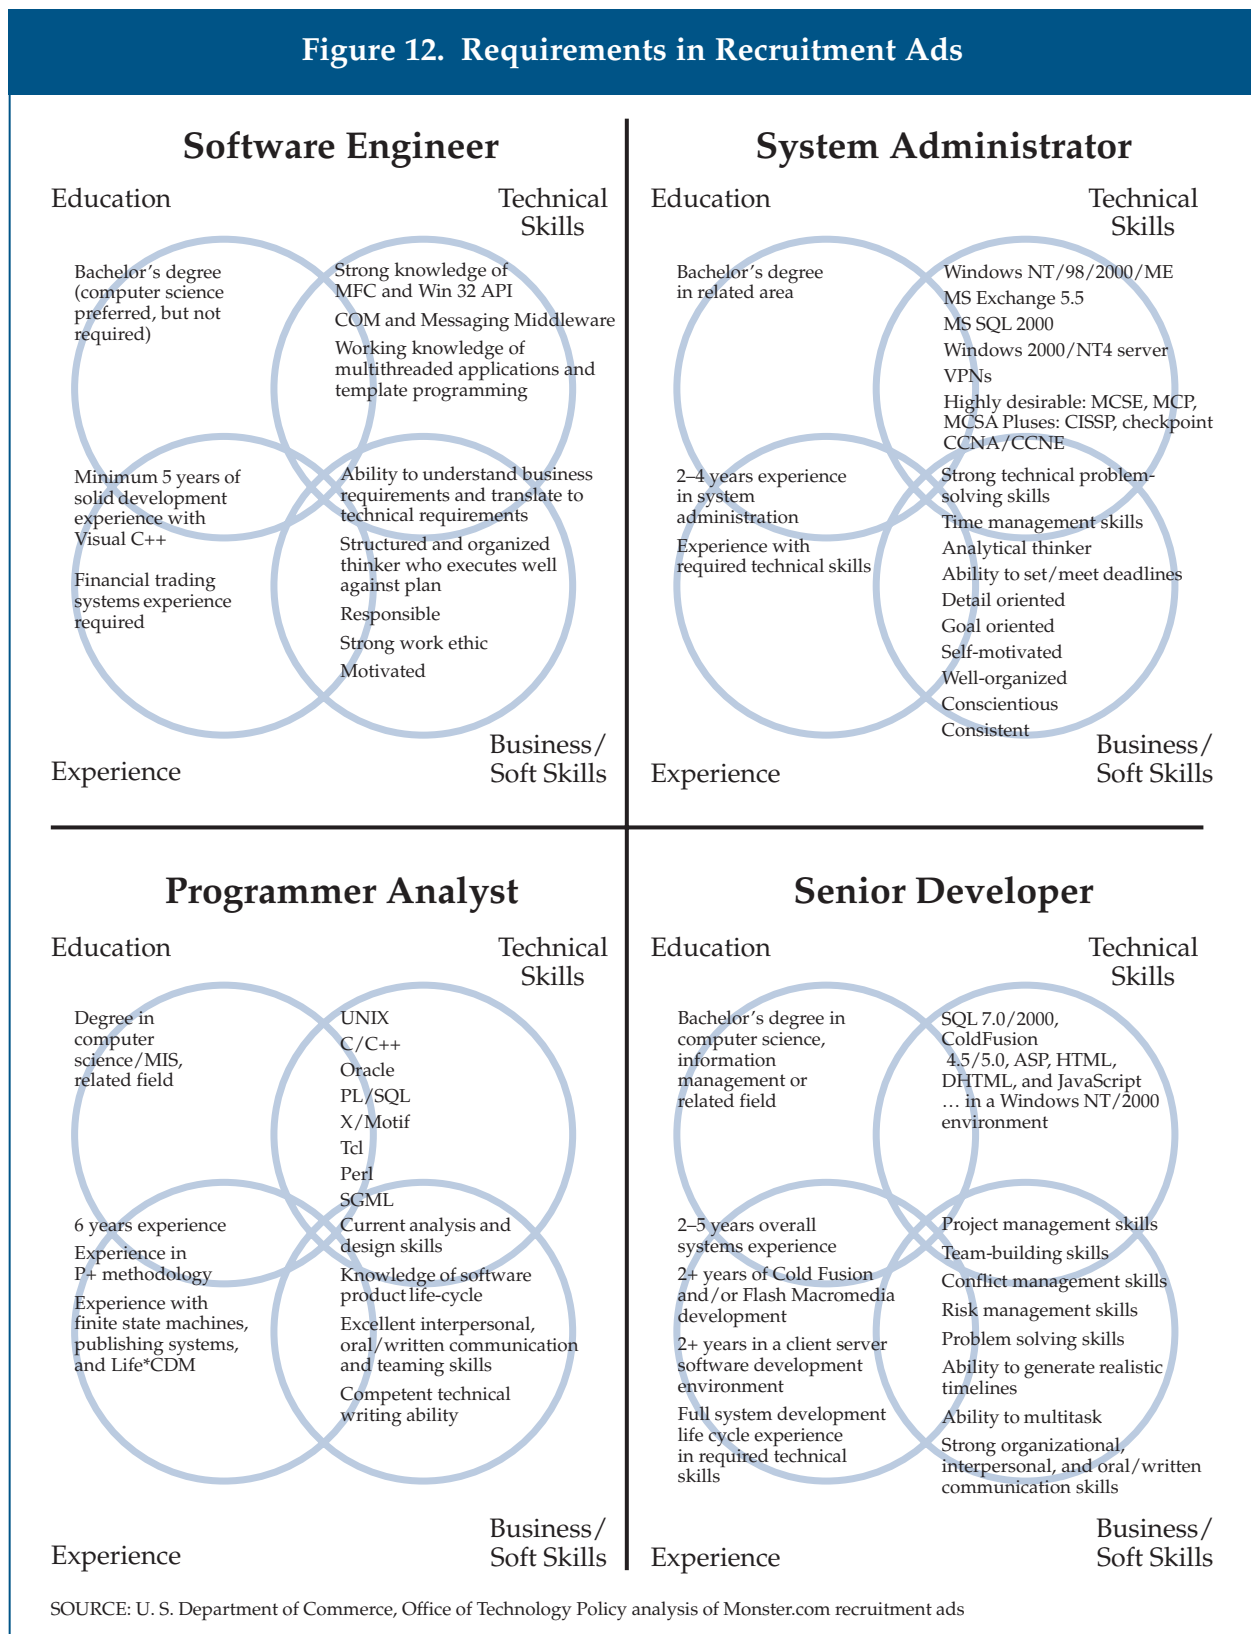 Figure 12. Requirements in Recruitment Ads
Software Engineer
Education
Technical
Skills
Bachelor's degree
(computer science
preferred, but not
required)
Strong knowledge of
MFC and Win 32 API
COM and Messaging Middleware
Working knowledge of
multithreaded applications and
template programming
Minimum 5 years of
solid development
experience with
Visual C++
Financial trading
systems experience
required
Ability to understand business
requirements and translate to
technical requirements
Structured and organized
thinker who executes well
against plan
Responsible
Strong work ethic
Motivated
Experience
Business/
Soft Skills
System Administrator
Education
Technical
Skills
Bachelor's degree
in related area
Windows NT/98/2000/ME
MS Exchange 5.5
MS SQL 2000
Windows 2000/NT4 server
VPNs
Highly desirable: MCSE, MCP,
MCSA Pluses: CISSP, checkpoint
CCNA/CCNE
2–4 years experience
in system
administration
Experience with
required technical skills
Strong technical problem-
solving skills
Time management skills
Analytical thinker
Ability to set/meet deadlines
Detail oriented
Goal oriented
Self-motivated
Well-organized
Conscientious
Consistent
Experience
Business/
Soft Skills
Programmer Analyst
Education
Technical
Skills
Degree in
computer
science/MIS,
related field
UNIX
C/C++
Oracle
PL/SQL
X/Motif
Tcl
Perl
SGML
6 years experience
Experience in
P+ methodology
Experience with
finite state machines,
publishing systems,
and Life*CDM
Current analysis and
design skills
Knowledge of software
product life-cycle
Excellent interpersonal,
oral/written communication
and teaming skills
Competent technical
writing ability
Experience
Business/
Soft Skills
Senior Developer
Education
Technical
Skills
Bachelor's degree in
computer science,
information
management or
related field
SQL 7.0/2000,
ColdFusion
4.5/5.0, ASP, HTML,
DHTML, and JavaScript
… in a Windows NT/2000
environment
2–5 years overall
systems experience
2+ years of Cold Fusion
and/or Flash Macromedia
development
2+ years in a client server
software development
environment
Full system development
life cycle experience
in required technical
skills
Project management skills
Team-building skills
Conflict management skills
Risk management skills
Problem solving skills
Ability to generate realistic
timelines
Ability to multitask
Strong organizational,
interpersonal, and oral/written
communication skills
Experience
Business/
Soft Skills
SOURCE: U. S. Department of Commerce, Office of Technology Policy analysis of Monster.com recruitment ads